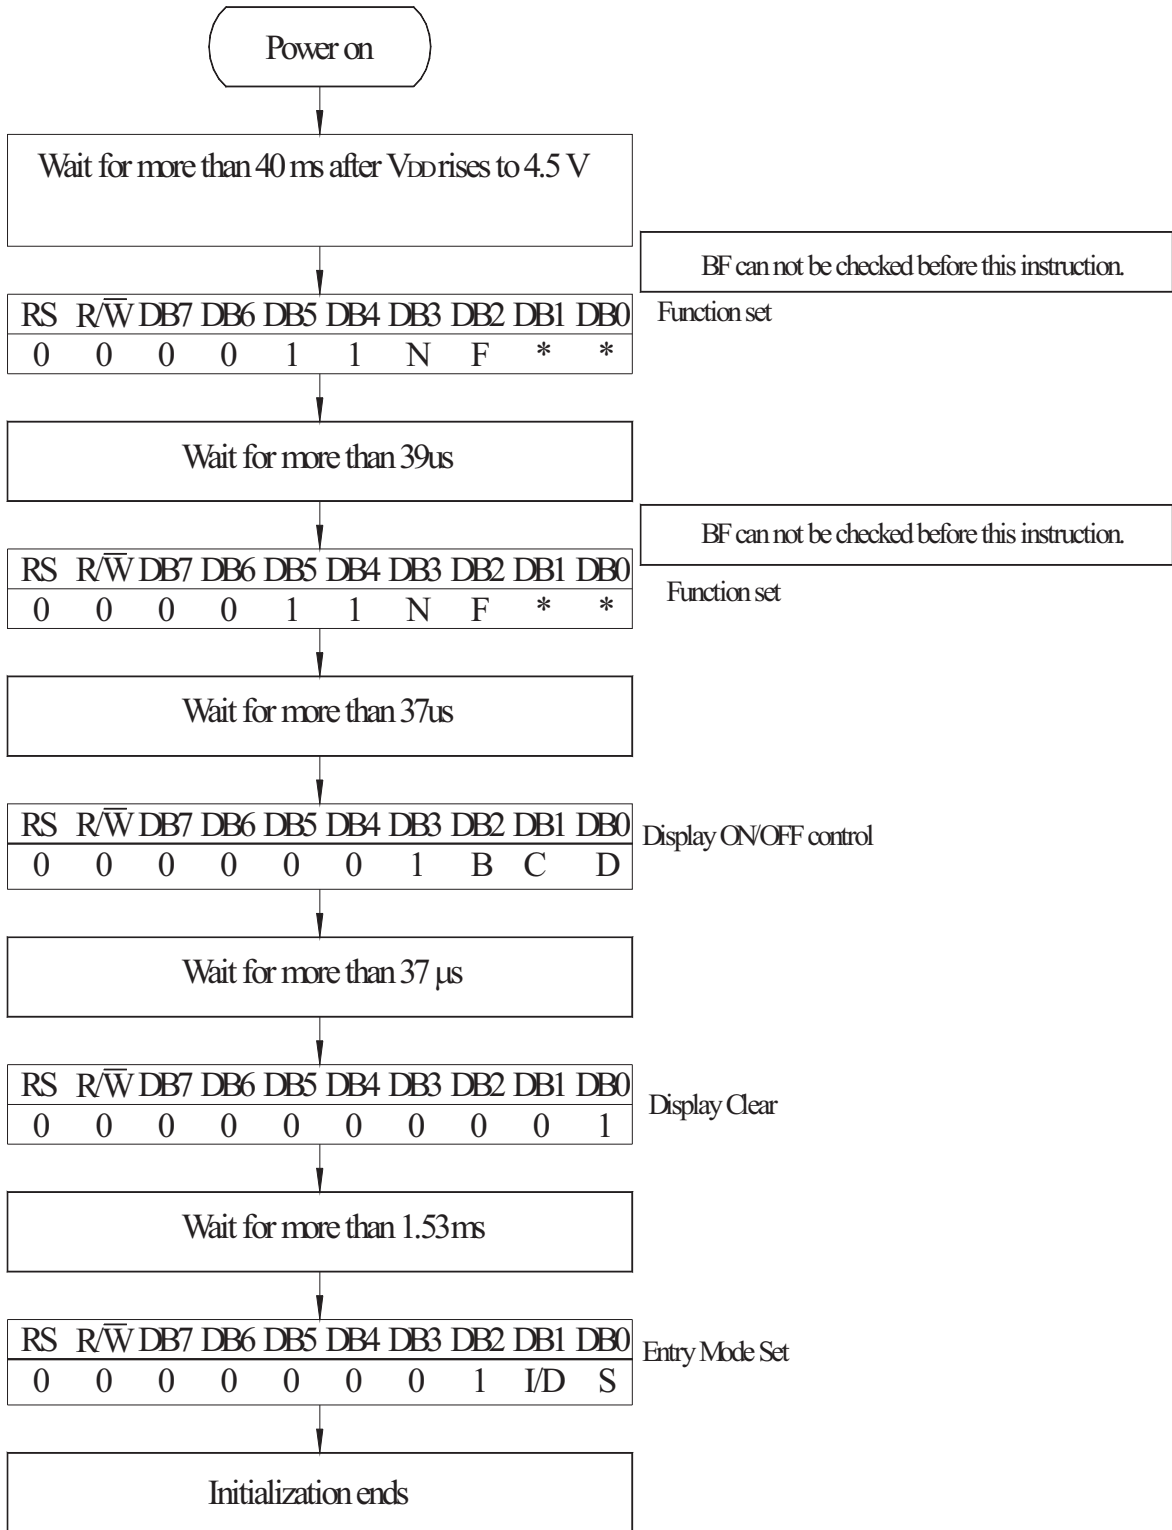 Power on
Wait for more than 40 ms after VDD rises to 4.5 V
BF can not be checked before this instruction.
RS R/W̅ DB7 DB6 DB5 DB4 DB3 DB2 DB1 DB0
Function set
0 0 0 0 1 1 N F * *
Wait for more than 39us
BF can not be checked before this instruction.
RS R/W̅ DB7 DB6 DB5 DB4 DB3 DB2 DB1 DB0
Function set
0 0 0 0 1 1 N F * *
Wait for more than 37us
RS R/W̅ DB7 DB6 DB5 DB4 DB3 DB2 DB1 DB0
Display ON/OFF control
0 0 0 0 0 0 1 B C D
Wait for more than 37 μs
RS R/W̅ DB7 DB6 DB5 DB4 DB3 DB2 DB1 DB0
Display Clear
0 0 0 0 0 0 0 0 0 1
Wait for more than 1.53ms
RS R/W̅ DB7 DB6 DB5 DB4 DB3 DB2 DB1 DB0
Entry Mode Set
0 0 0 0 0 0 0 1 I/D S
Initialization ends